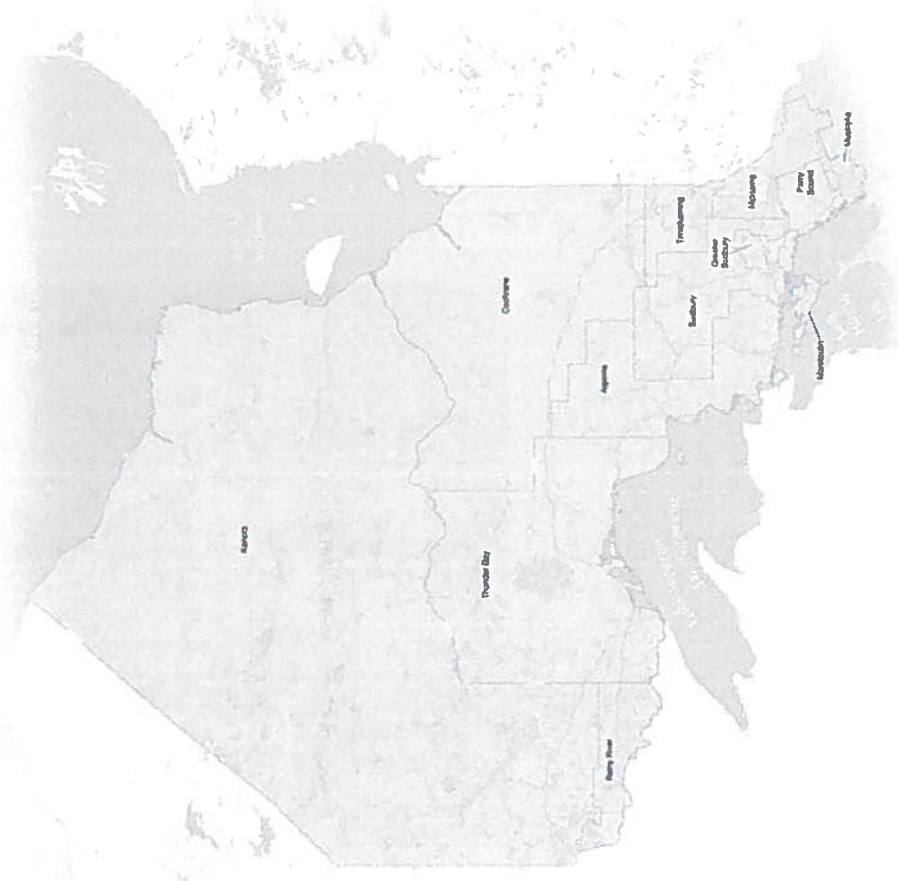 Kenora
Cochrane
Thunder Bay
Rainy River
Algoma
Sudbury
Greater
Sudbury
Timiskaming
Nipissing
Parry
Sound
Muskoka
Manitoulin